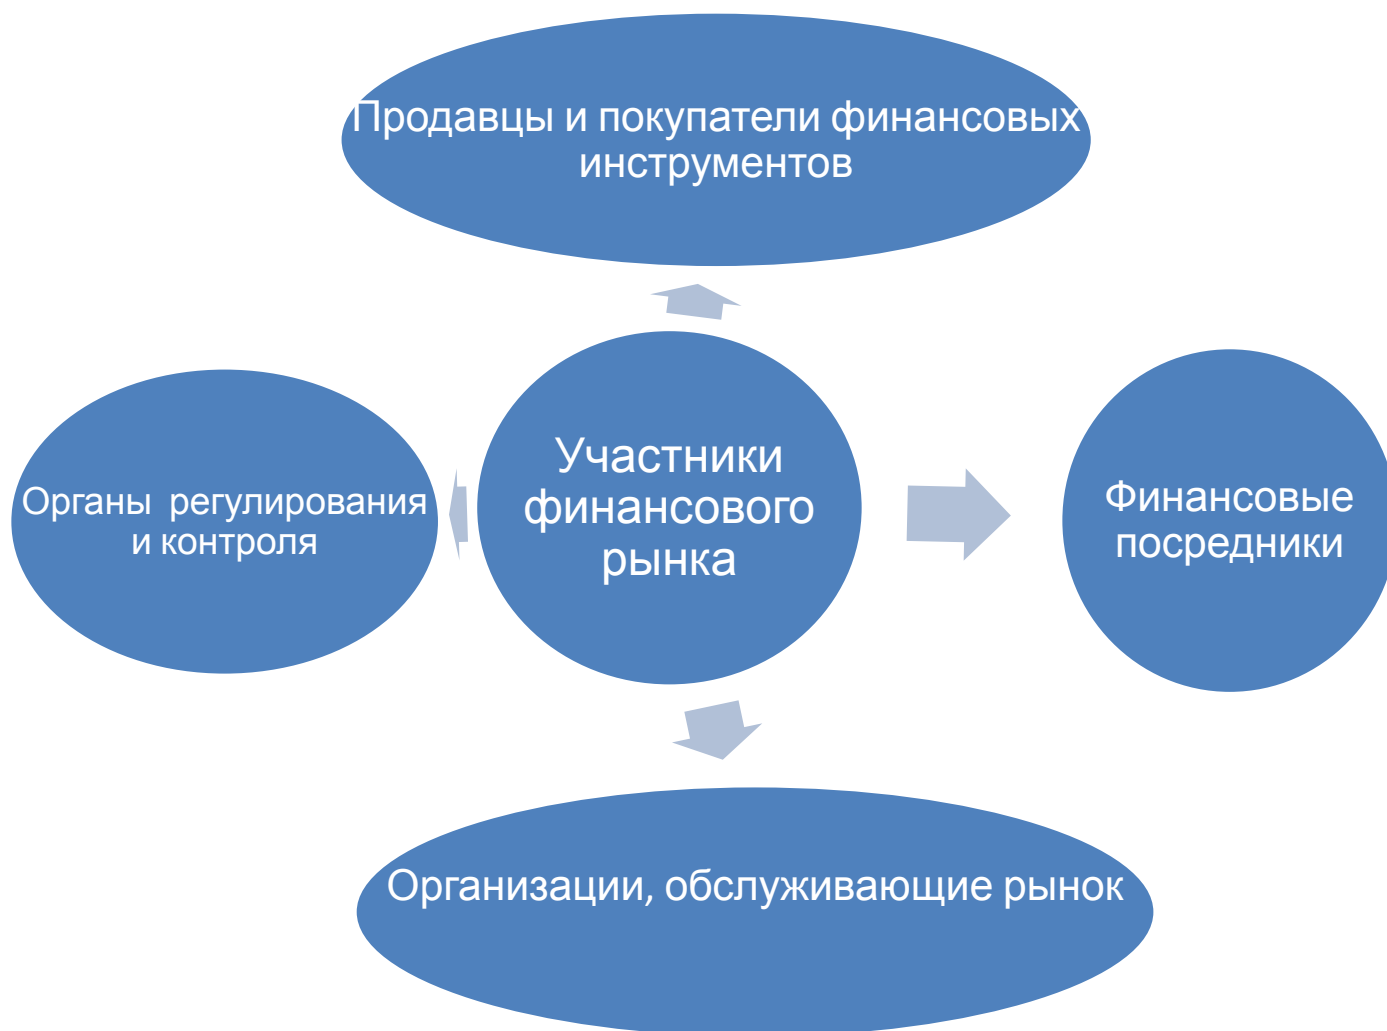 Продавцы и покупатели финансовых
инструментов
Органы  регулирования
и контроля
Участники
финансового
рынка
Финансовые
посредники
Организации, обслуживающие рынок